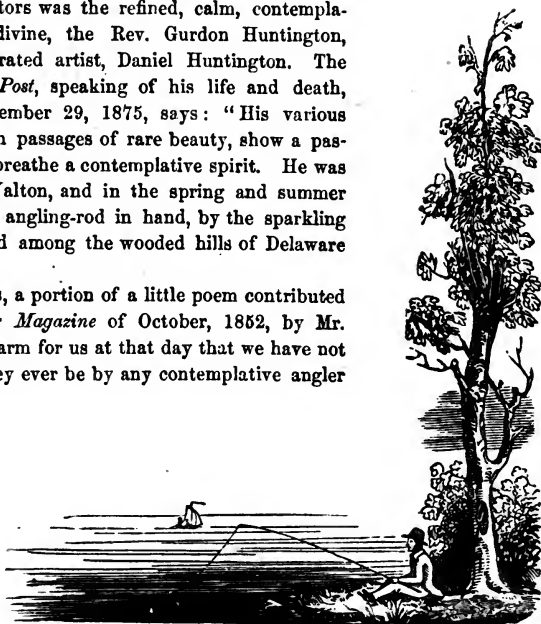 tors was the refined, calm, contempla-
divine, the Rev. Gurdon Huntington,
rated artist, Daniel Huntington. The
Post, speaking of his life and death,
ember 29, 1875, says: "His various
passages of rare beauty, show a pas-
breathe a contemplative spirit. He was
alton, and in the spring and summer
angling-rod in hand, by the sparkling
among the wooded hills of Delaware
, a portion of a little poem contributed
Magazine of October, 1852, by Mr.
arm for us at that day that we have not
ey ever be by any contemplative angler